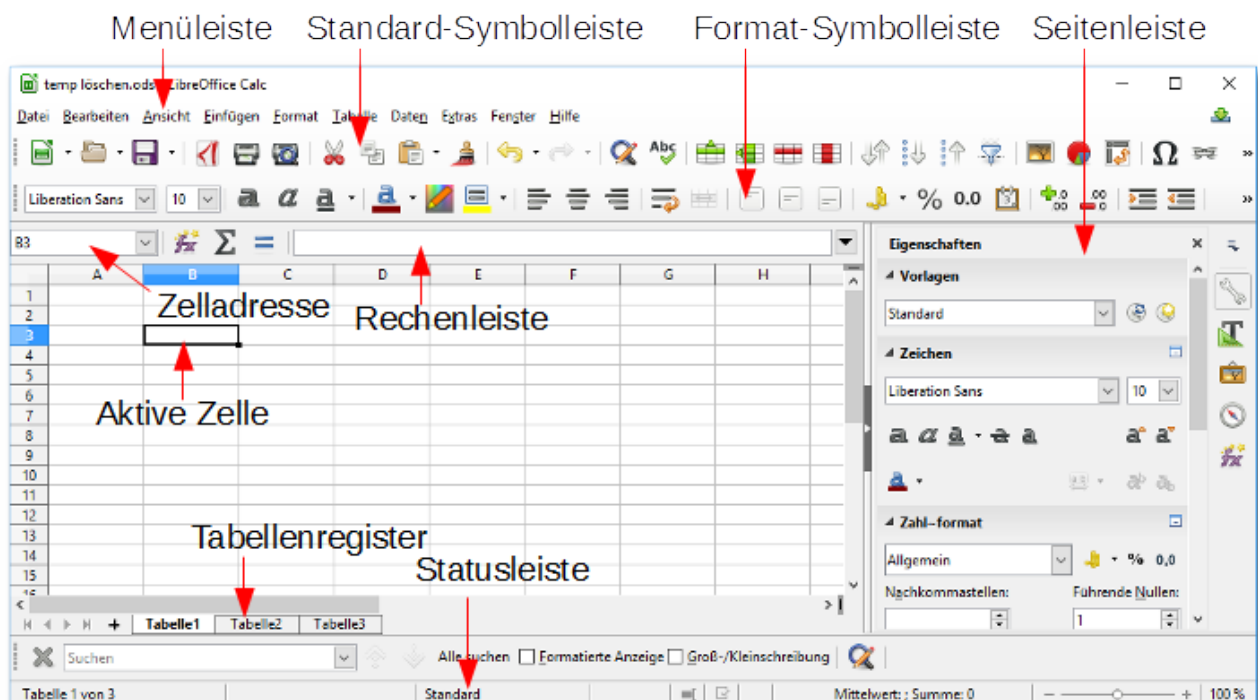 Menüleiste Standard-Symbolleiste Format-Symbolleiste Seitenleiste
temp löschen.ods LibreOffice Calc
Datei Bearbeiten Ansicht Einfügen Format Tabelle Daten Extras Fenster Hilfe
Abc
Liberation Sans 10 a a a a % 0.0
B3 Eigenschaften
A B C D E F G H
Vorlagen
1
Zelladresse
Rechenleiste
Standard
2
3
4
Zeichen
5
Liberation Sans 10
6
Aktive Zelle
7
8
a a a a a a a
9
10
a
11
12
Zahl-format
13
Tabellenregister
14
Statusleiste
Allgemein % 0,0
15
16
Nachkommastellen: Führende Nullen:
1
Tabelle1 Tabelle2 Tabelle3
Suchen Alle suchen Formatierte Anzeige Groß-/Kleinschreibung
Tabelle 1 von 3 Standard Mittelwert: ; Summe: 0 100 %